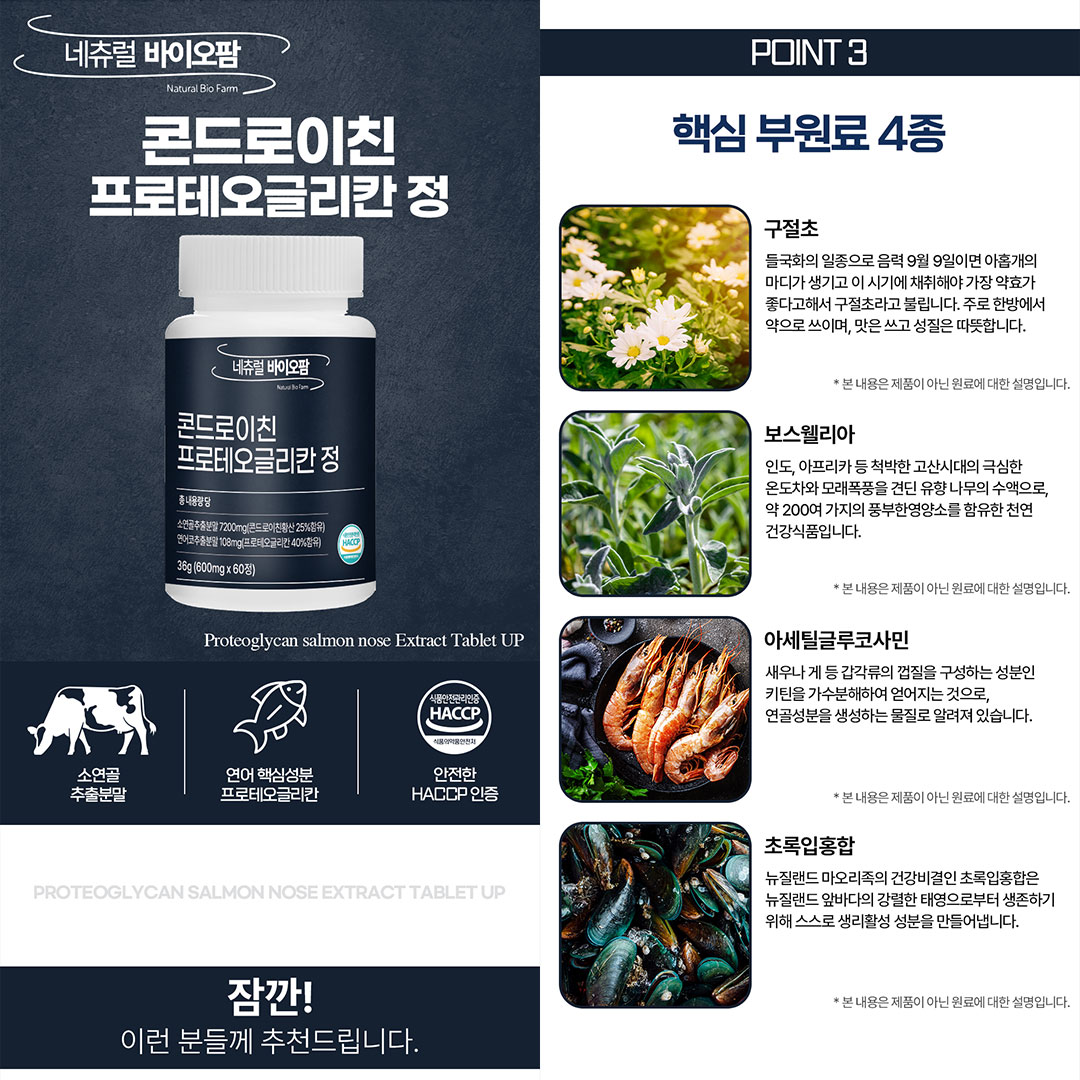 네츄럴 바이오팜
Natural Bio Farm
콘드로이친
프로테오글리칸 정
네츄럴 바이오팜
Natural Bio Farm
콘드로이친
프로테오글리칸 정
총 내용량당
소연골추출분말 7200mg(콘드로이친황산 25%함유)
연어코추출분말 108mg(프로테오글리칸 40%함유)
HACCP
36g (600mg x 60정)
Proteoglycan salmon nose Extract Tablet UP
소연골
추출분말
연어 핵심성분
프로테오글리칸
식품안전관리인증
HACCP
식품의약품안전처
안전한
HACCP 인증
PROTEOGLYCAN SALMON NOSE EXTRACT TABLET UP
잠깐!
이런 분들께 추천드립니다.
POINT 3
핵심 부원료 4종
구절초
들국화의 일종으로 음력 9월 9일이면 아홉개의
마디가 생기고 이 시기에 채취해야 가장 약효가
좋다고해서 구절초라고 불립니다. 주로 한방에서
약으로 쓰이며, 맛은 쓰고 성질은 따뜻합니다.
* 본 내용은 제품이 아닌 원료에 대한 설명입니다.
보스웰리아
인도, 아프리카 등 척박한 고산시대의 극심한
온도차와 모래폭풍을 견딘 유향 나무의 수액으로,
약 200여 가지의 풍부한영양소를 함유한 천연
건강식품입니다.
* 본 내용은 제품이 아닌 원료에 대한 설명입니다.
아세틸글루코사민
새우나 게 등 갑각류의 껍질을 구성하는 성분인
키틴을 가수분해하여 얻어지는 것으로,
연골성분을 생성하는 물질로 알려져 있습니다.
* 본 내용은 제품이 아닌 원료에 대한 설명입니다.
초록입홍합
뉴질랜드 마오리족의 건강비결인 초록입홍합은
뉴질랜드 앞바다의 강렬한 태영으로부터 생존하기
위해 스스로 생리활성 성분을 만들어냅니다.
* 본 내용은 제품이 아닌 원료에 대한 설명입니다.